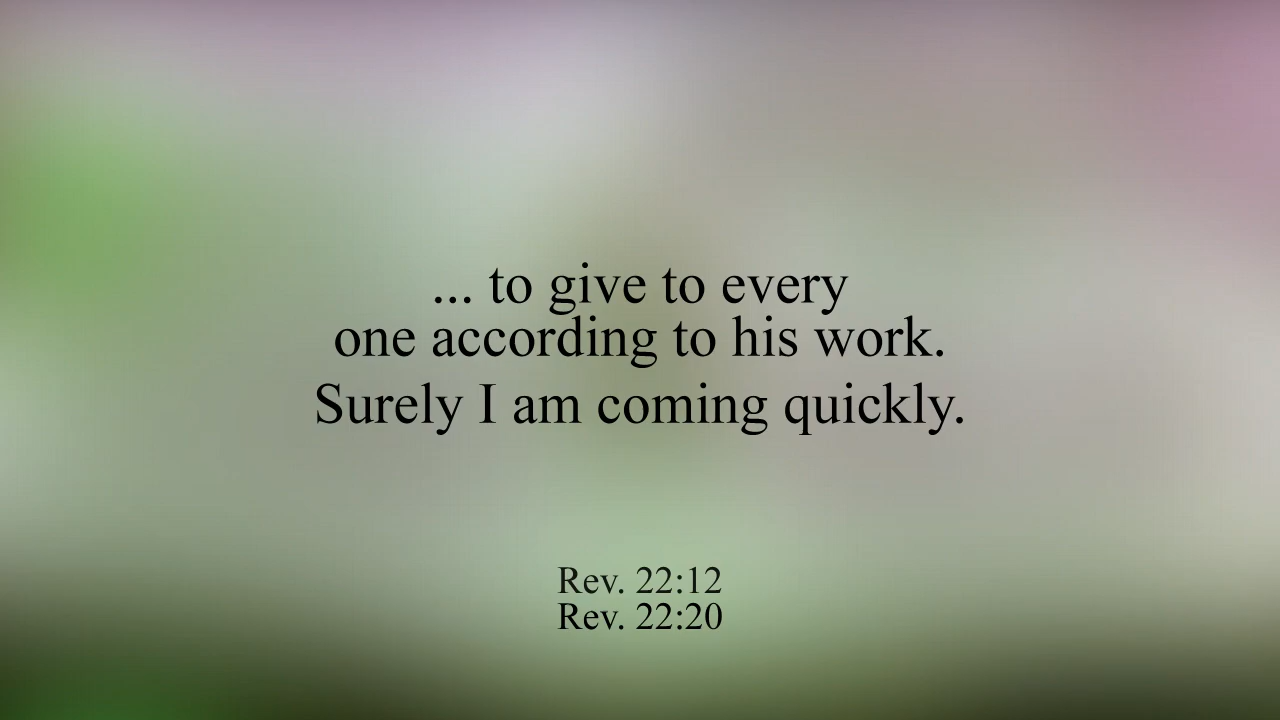 ... to give to every
one according to his work.
Surely I am coming quickly.
Rev. 22:12
Rev. 22:20